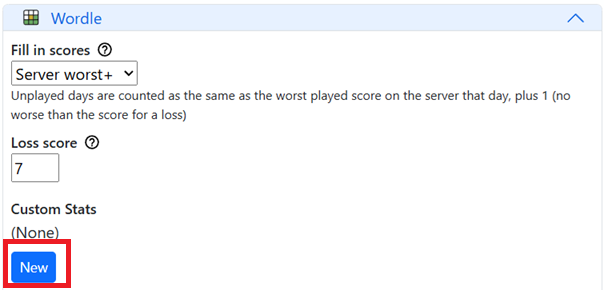 Wordle
Fill in scores
Server worst+
Unplayed days are counted as the same as the worst played score on the server that day, plus 1 (no
worse than the score for a loss)
Loss score
7
Custom Stats
(None)
New